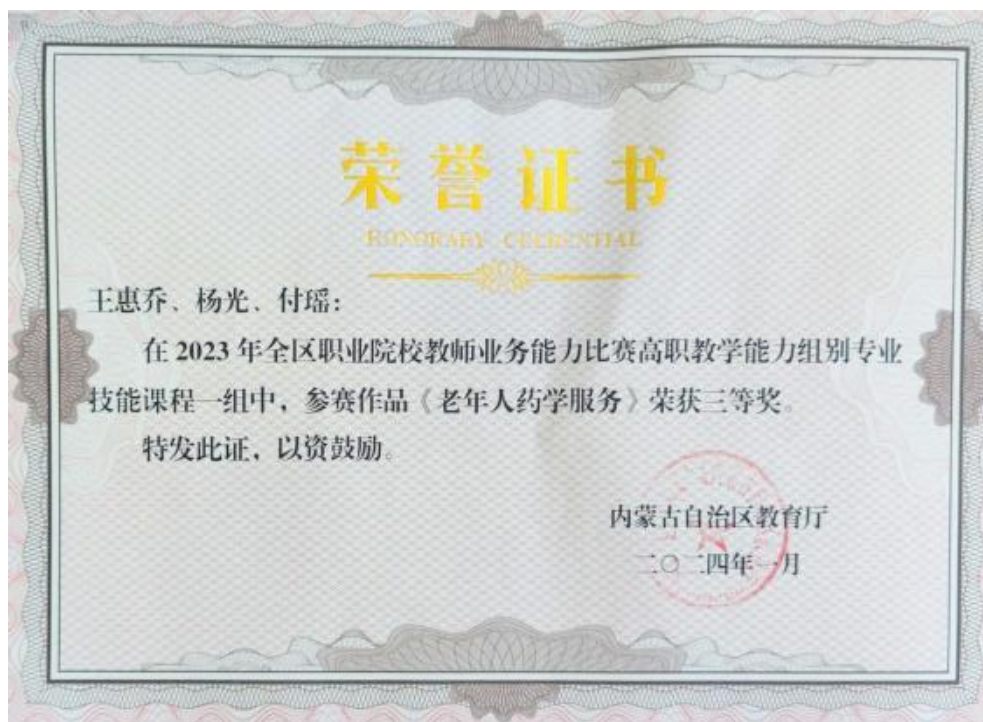 荣誉证书
HONORARY CREDENTIAL
王惠乔、杨光、付瑶：
在 2023 年全区职业院校教师业务能力比赛高职教学能力组别专业
技能课程一组中，参赛作品《老年人药学服务》荣获三等奖。
特发此证，以资鼓励。
内蒙古自治区教育厅
二〇二四年一月